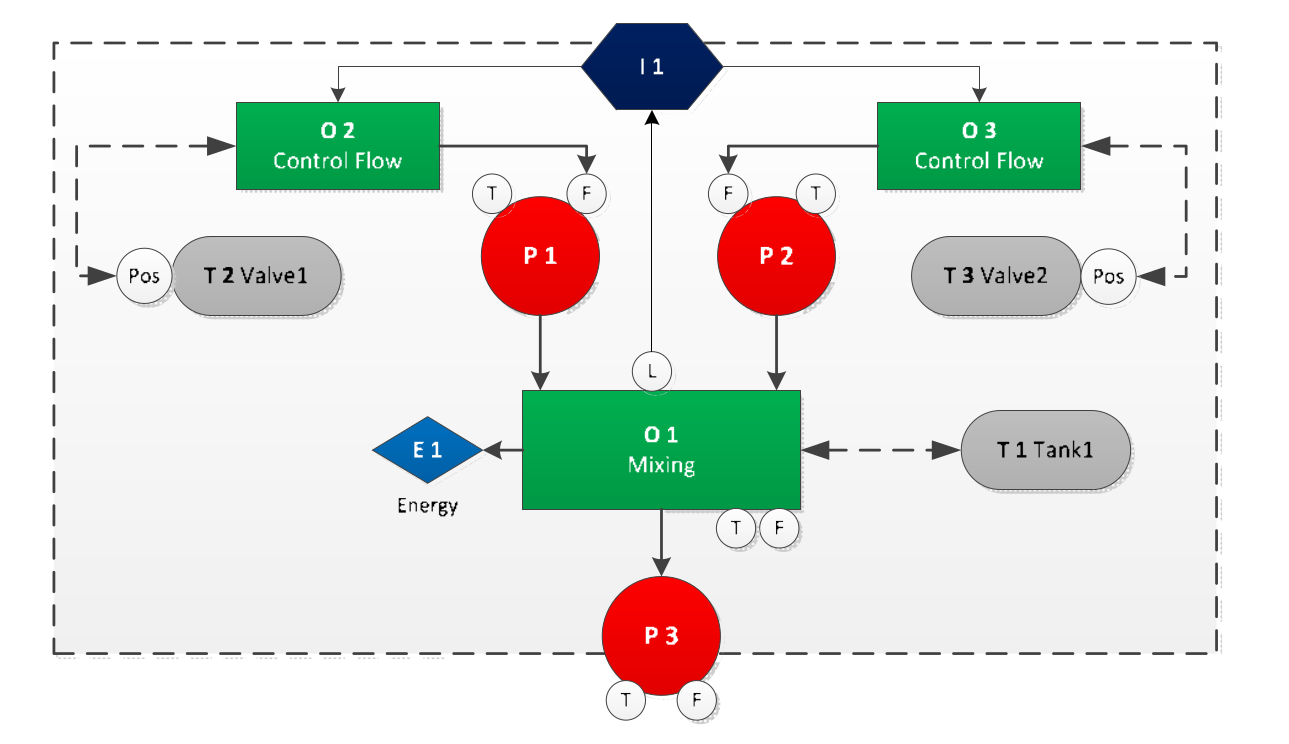 I 1
O 2
Control Flow
O 3
Control Flow
T
F
F
T
P 1
P 2
Pos
T 2 Valve1
T 3 Valve2
Pos
L
O 1
Mixing
E 1
Energy
T 1 Tank1
T
F
P 3
T
F